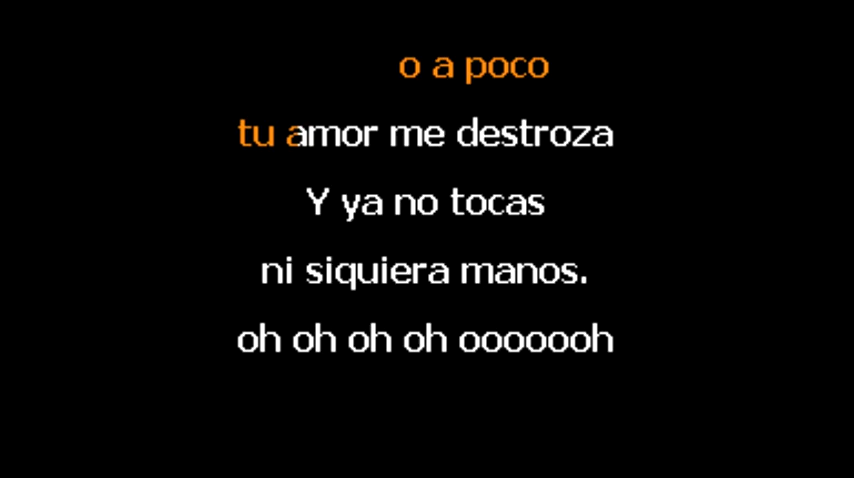 o a poco
tu amor me destroza
Y ya no tocas
ni siquiera manos.
oh oh oh oh ooooooh